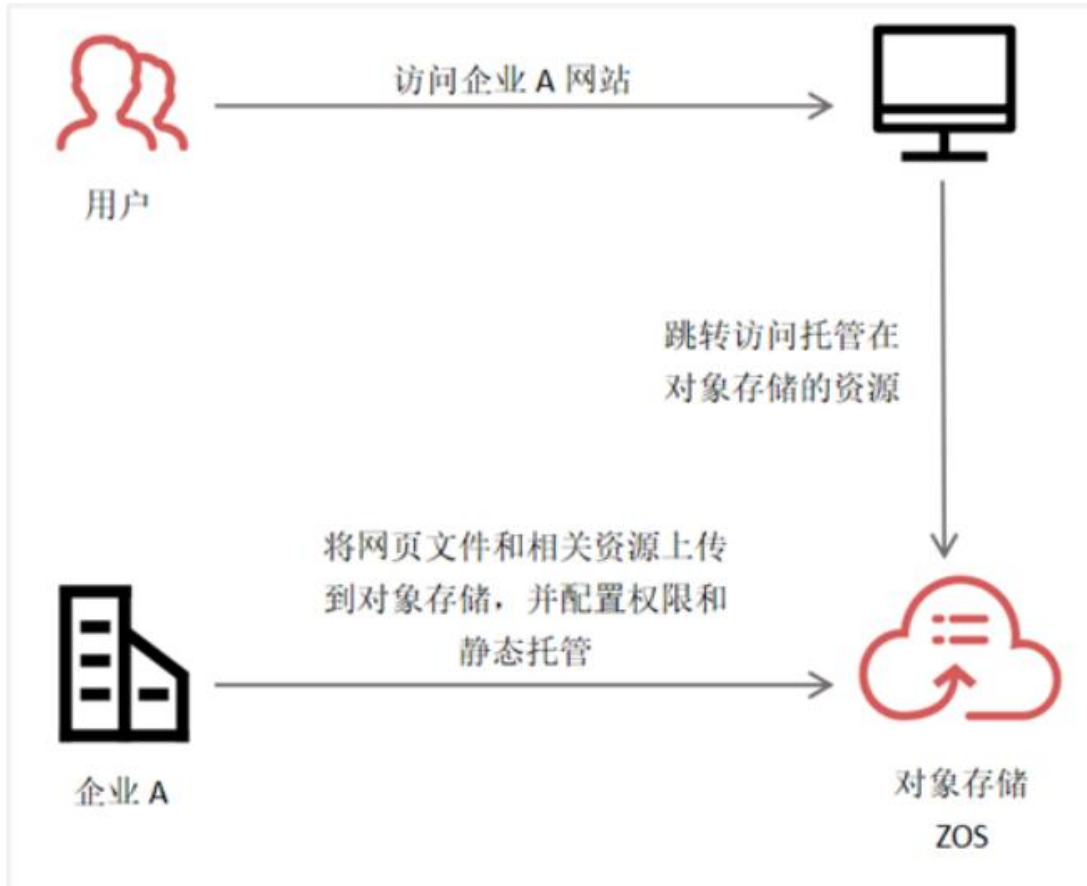 访问企业 A 网站
用户
跳转访问托管在
对象存储的资源
将网页文件和相关资源上传
到对象存储，并配置权限和
静态托管
企业 A
对象存储
ZOS